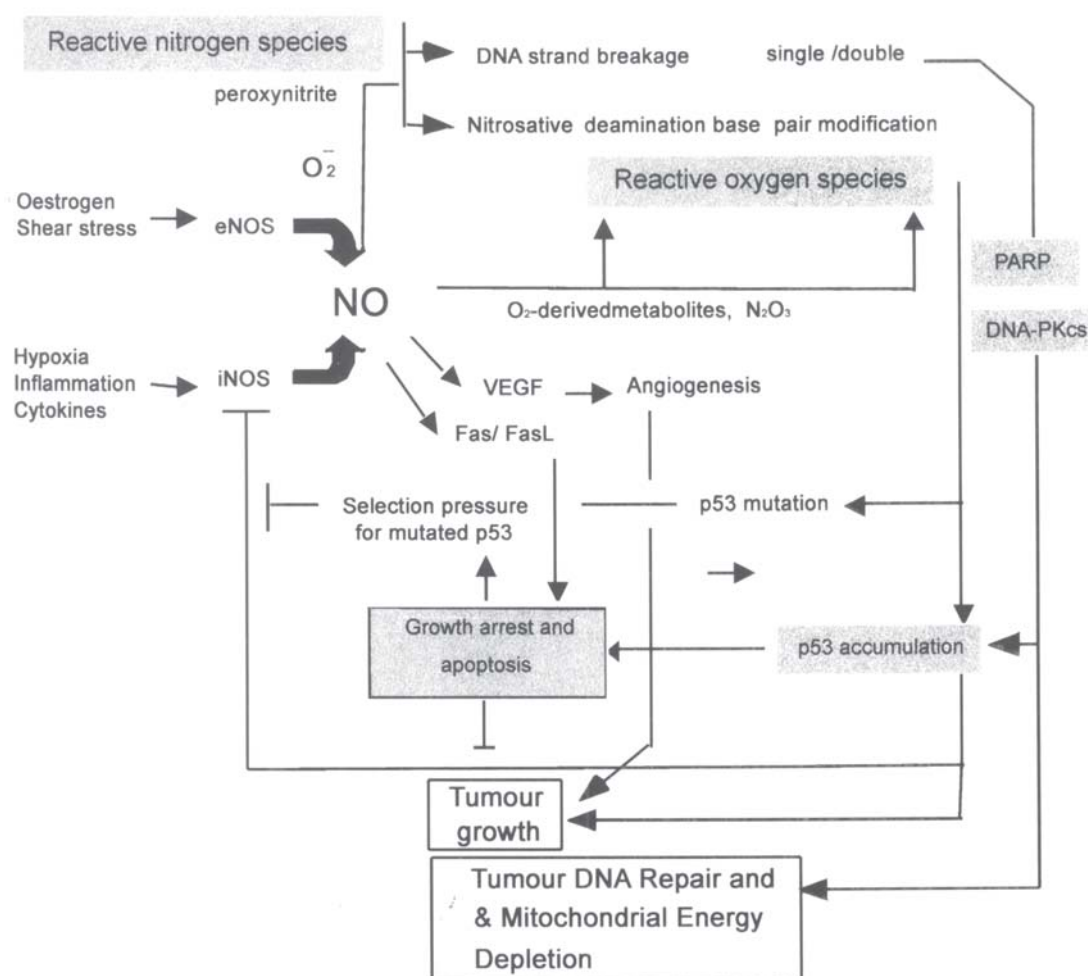 Reactive nitrogen species
DNA strand breakage single /double
peroxynitrite
Nitrosative deamination base pair modification
O₂⁻
Reactive oxygen species
Oestrogen
Shear stress
eNOS
PARP
NO
O₂-derivedmetabolites, N₂O₃
DNA-PKcs
Hypoxia
Inflammation
Cytokines
iNOS
VEGF
Angiogenesis
Fas/ FasL
Selection pressure
for mutated p53
p53 mutation
Growth arrest and
apoptosis
p53 accumulation
Tumour
growth
Tumour DNA Repair and
& Mitochondrial Energy
Depletion